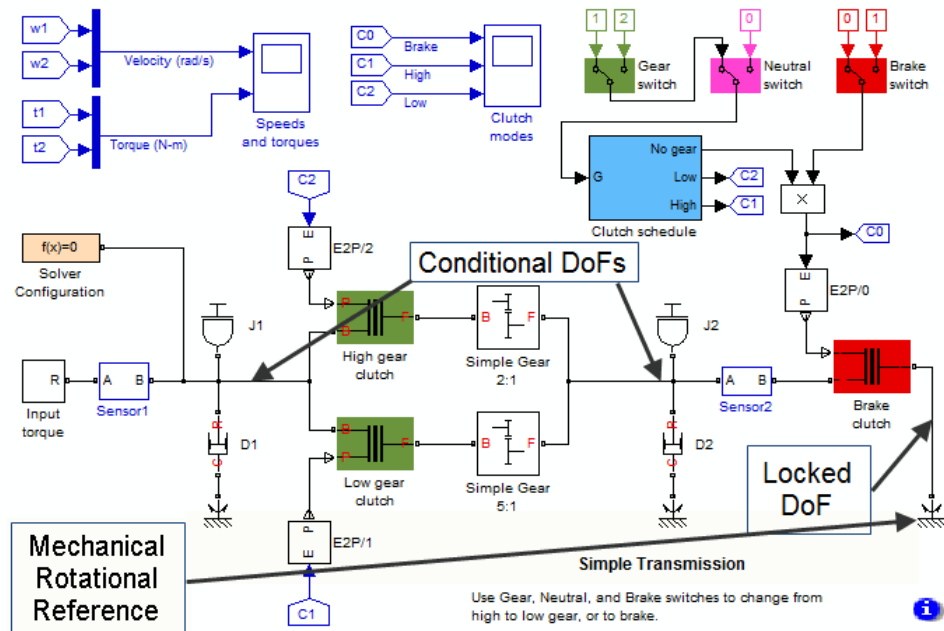 w1
w2
Velocity (rad/s)
t1
t2
Torque (N-m)
Speeds
and torques
C0
Brake
C1
High
C2
Low
Clutch
modes
1
2
Gear
switch
0
Neutral
switch
0
1
Brake
switch
G
No gear
Low
High
Clutch schedule
C2
C1
×
C0
C2
E
P
E2P/2
f(x)=0
Solver
Configuration
Conditional DoFs
E
P
E2P/0
J1
P
B
F
High gear
clutch
B
F
Simple Gear
2:1
J2
R
Input
torque
A
B
Sensor1
A
B
Sensor2
Brake
clutch
R
C
D1
B
P
F
Low gear
clutch
B
F
Simple Gear
5:1
R
C
D2
Locked
DoF
Mechanical
Rotational
Reference
P
E
E2P/1
C1
Simple Transmission
Use Gear, Neutral, and Brake switches to change from
high to low gear, or to brake.
i